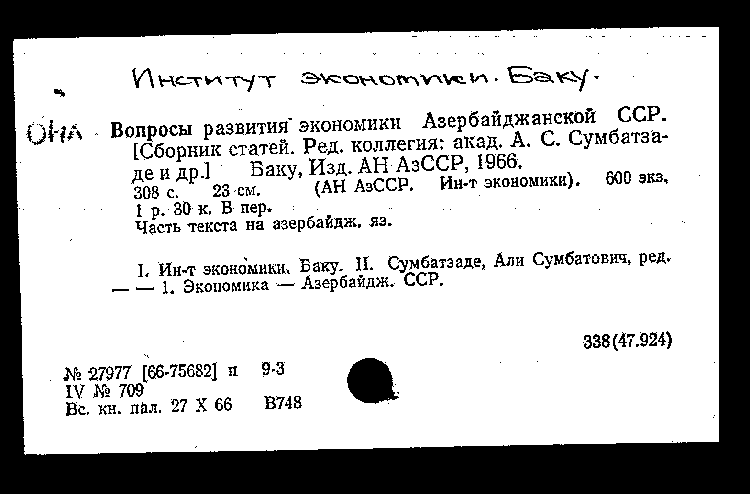 Институт экономики. Баку.
ОНА Вопросы развития экономики Азербайджанской ССР.
[Сборник статей. Ред. коллегия: акад. А. С. Сумбатза-
де и др.] Баку, Изд. АН АзССР, 1966.
308 с. 23 см. (АН АзССР. Ин-т экономики). 600 экз.
1 р. 30 к. В пер.
Часть текста на азербайдж. яз.
I. Ин-т экономики. Баку. II. Сумбатзаде, Али Сумбатович, ред.
— — 1. Экономика — Азербайдж. ССР.
338(47.924)
№ 27977 [66-75682] п 9-3
IV № 709
Вс. кн. пал. 27 X 66 В748